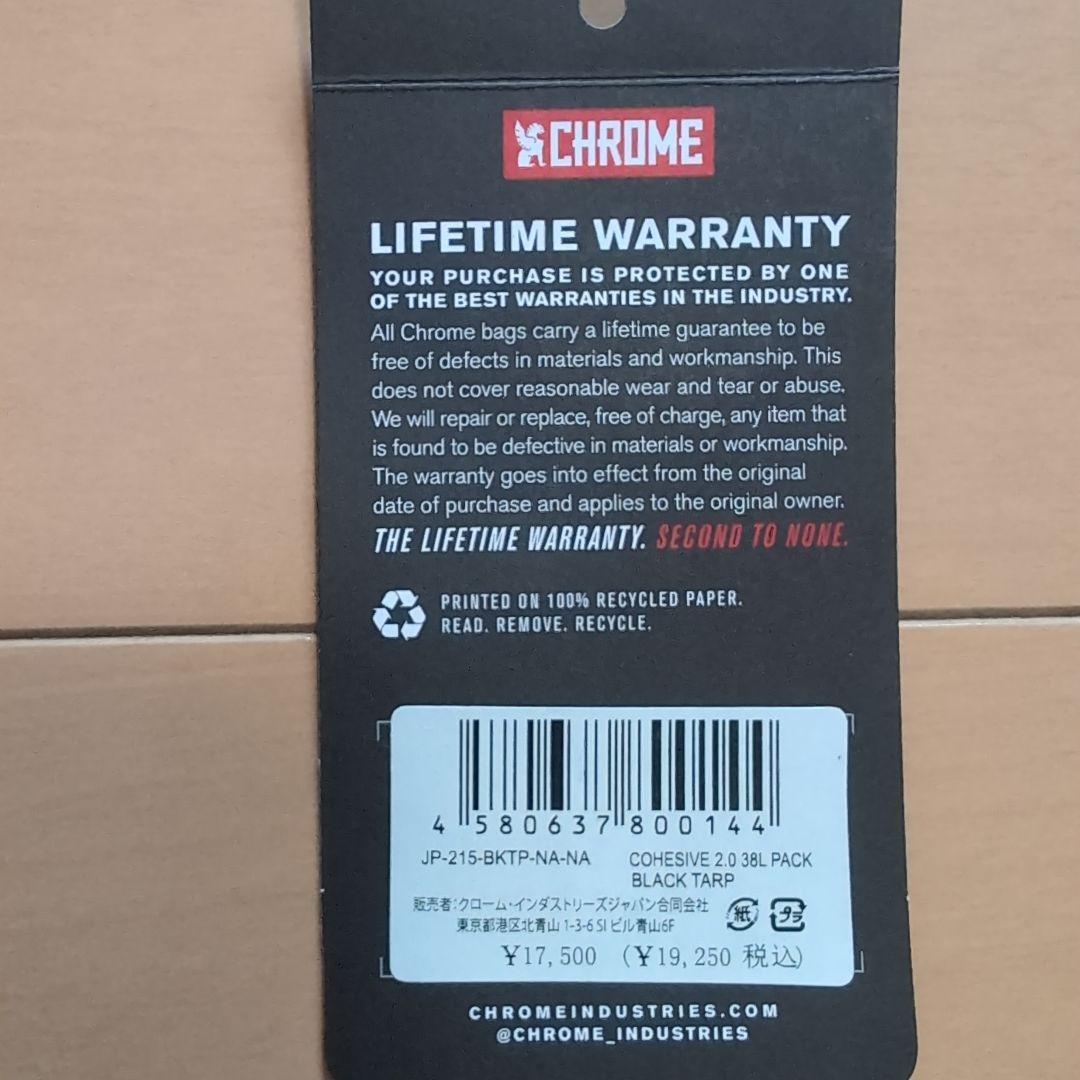 CHROME
LIFETIME WARRANTY
YOUR PURCHASE IS PROTECTED BY ONE
OF THE BEST WARRANTIES IN THE INDUSTRY.
All Chrome bags carry a lifetime guarantee to be
free of defects in materials and workmanship. This
does not cover reasonable wear and tear or abuse.
We will repair or replace, free of charge, any item that
is found to be defective in materials or workmanship.
The warranty goes into effect from the original
date of purchase and applies to the original owner.
THE LIFETIME WARRANTY. SECOND TO NONE.
PRINTED ON 100% RECYCLED PAPER.
READ. REMOVE. RECYCLE.
4 580637 800144
JP-215-BKTP-NA-NA COHESIVE 2.0 38L PACK
BLACK TARP
販売者:クローム・インダストリーズジャパン合同会社 紙 プラ
東京都港区北青山 1-3-6 SI ビル青山6F
¥17,500 (¥19,250 税込)
CHROMEINDUSTRIES.COM
@CHROME_INDUSTRIES